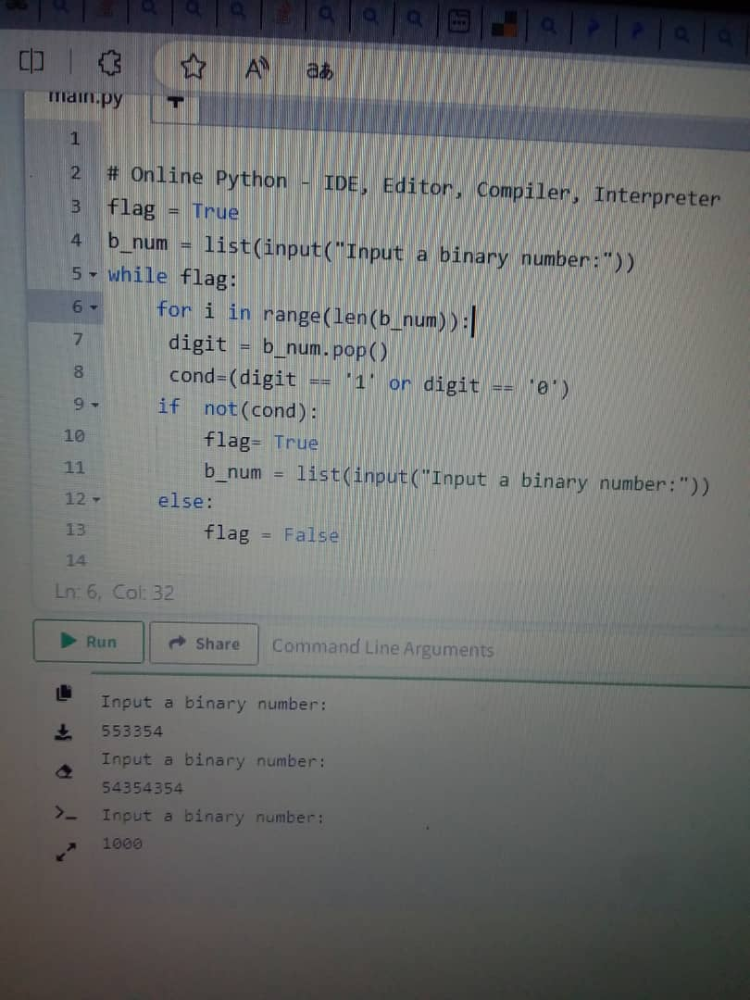 aあ
main.py
1
2 # Online Python - IDE, Editor, Compiler, Interpreter
3 flag = True
4 b_num = list(input("Input a binary number:"))
5 while flag:
6     for i in range(len(b_num)):
7      digit = b_num.pop()
8      cond=(digit == '1' or digit == '0')
9     if  not(cond):
10         flag= True
11         b_num = list(input("Input a binary number:"))
12     else:
13         flag = False
14
Ln: 6, Col: 32
Run Share Command Line Arguments
Input a binary number:
553354
Input a binary number:
54354354
Input a binary number:
1000